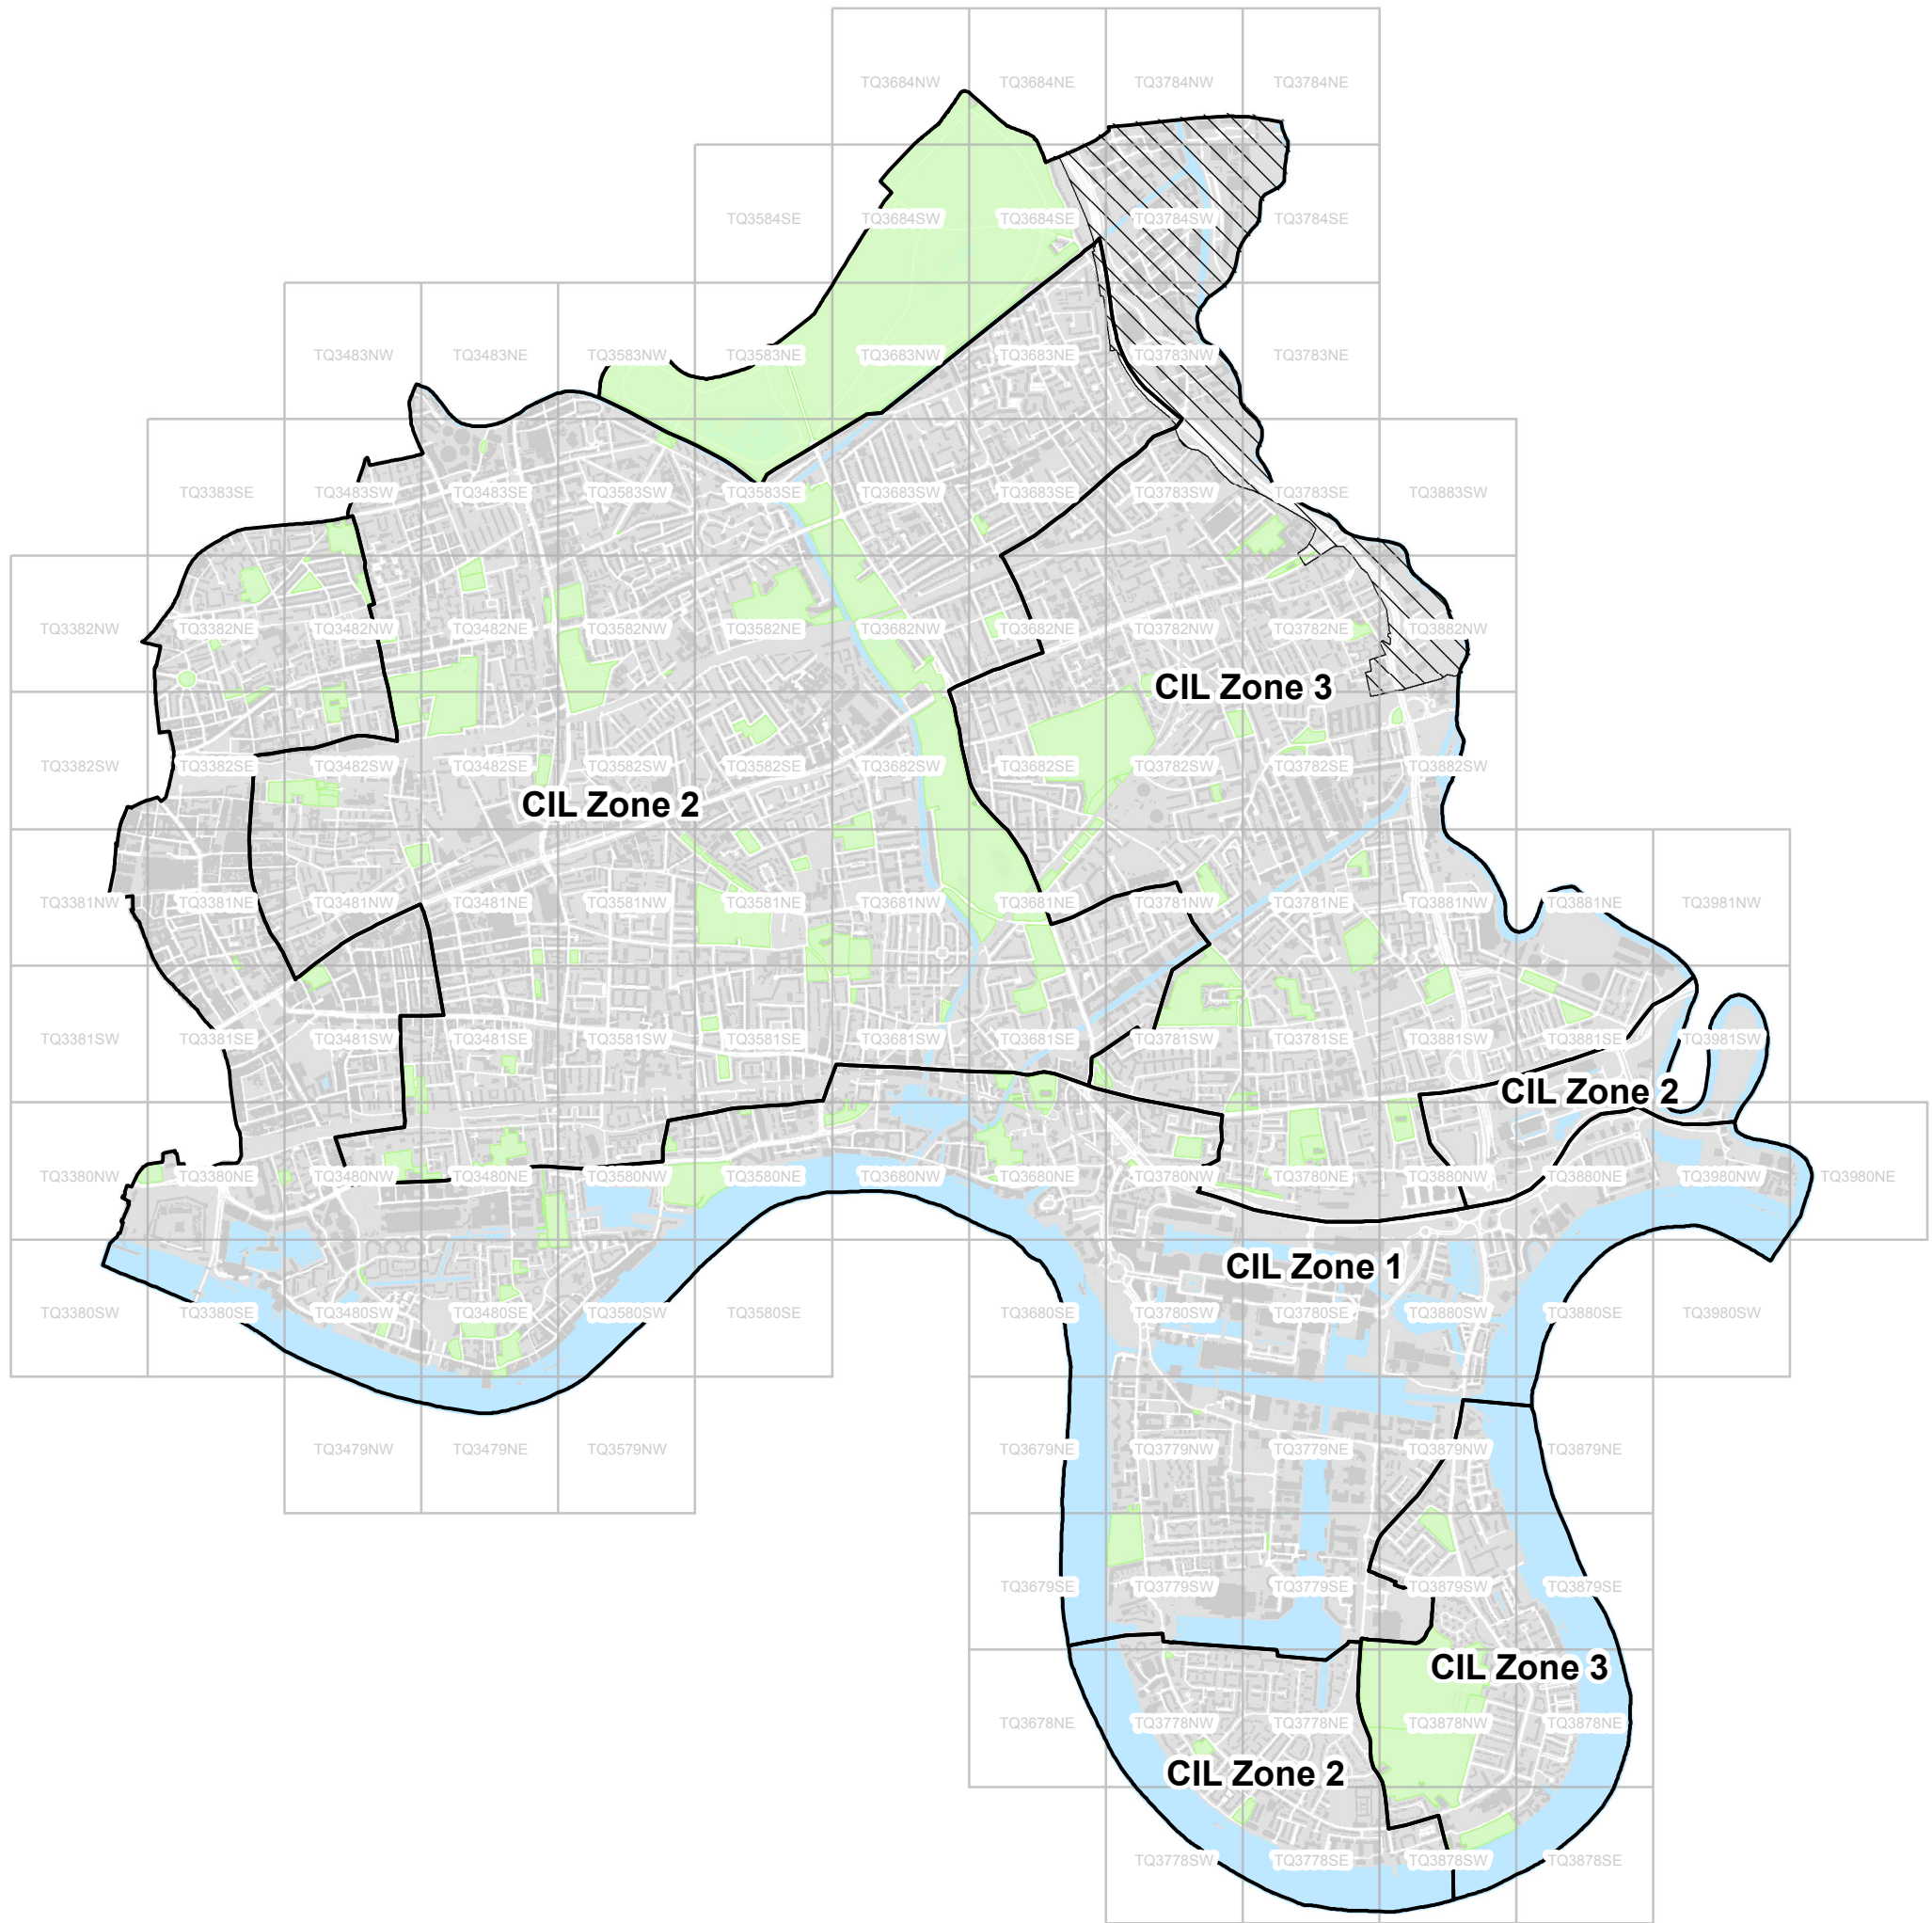 TQ3684NW TQ3684NE TQ3784NW TQ3784NE
TQ3584SE TQ3684SW TQ3684SE TQ3784SW TQ3784SE
TQ3483NW TQ3483NE TQ3583NW TQ3583NE TQ3683NW TQ3683NE TQ3783NW TQ3783NE
TQ3383SE TQ3483SW TQ3483SE TQ3583SW TQ3583SE TQ3683SW TQ3683SE TQ3783SW TQ3783SE TQ3883SW
TQ3382NW TQ3382NE TQ3482NW TQ3482NE TQ3582NW TQ3582NE TQ3682NW TQ3682NE TQ3782NW TQ3782NE TQ3882NW
CIL Zone 3
TQ3382SW TQ3382SE TQ3482SW TQ3482SE TQ3582SW TQ3582SE TQ3682SW TQ3682SE TQ3782SW TQ3782SE TQ3882SW
CIL Zone 2
TQ3381NW TQ3381NE TQ3481NW TQ3481NE TQ3581NW TQ3581NE TQ3681NW TQ3681NE TQ3781NW TQ3781NE TQ3881NW TQ3881NE TQ3981NW
TQ3381SW TQ3381SE TQ3481SW TQ3481SE TQ3581SW TQ3581SE TQ3681SW TQ3681SE TQ3781SW TQ3781SE TQ3881SW TQ3881SE TQ3981SW
CIL Zone 2
TQ3380NW TQ3380NE TQ3480NW TQ3480NE TQ3580NW TQ3580NE TQ3680NW TQ3680NE TQ3780NW TQ3780NE TQ3880NW TQ3880NE TQ3980NW TQ3980NE
CIL Zone 1
TQ3380SW TQ3380SE TQ3480SW TQ3480SE TQ3580SW TQ3580SE TQ3680SE TQ3780SW TQ3780SE TQ3880SW TQ3880SE TQ3980SW
TQ3479NW TQ3479NE TQ3579NW TQ3679NE TQ3779NW TQ3779NE TQ3879NW TQ3879NE
TQ3679SE TQ3779SW TQ3779SE TQ3879SW TQ3879SE
CIL Zone 3
TQ3678NE TQ3778NW TQ3778NE TQ3878NW TQ3878NE
CIL Zone 2
TQ3778SW TQ3778SE TQ3878SW TQ3878SE